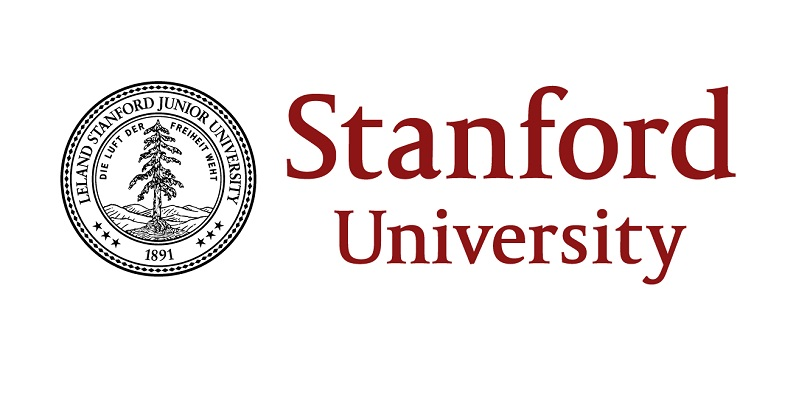 LELAND STANFORD JUNIOR UNIVERSITY
DIE LUFT DER FREIHEIT WEHT
1891
Stanford
University